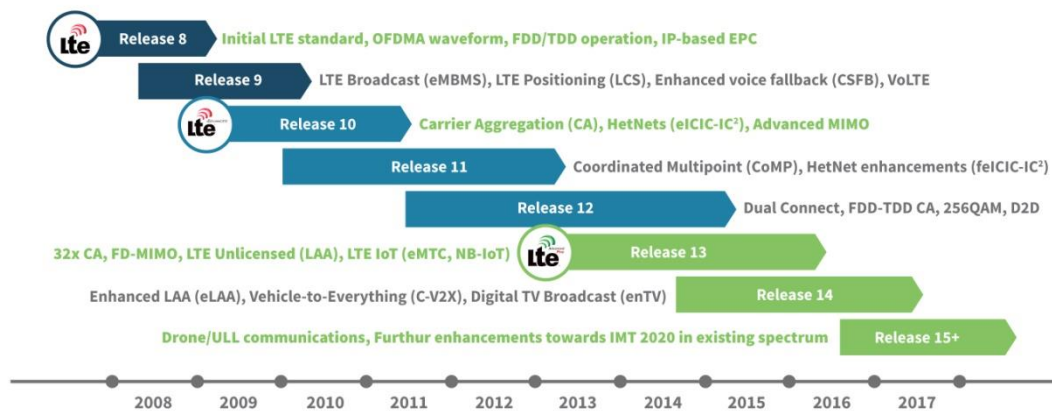 Lte
Release 8
Initial LTE standard, OFDMA waveform, FDD/TDD operation, IP-based EPC
Release 9
LTE Broadcast (eMBMS), LTE Positioning (LCS), Enhanced voice fallback (CSFB), VoLTE
Lte
Release 10
Carrier Aggregation (CA), HetNets (eICIC-IC²), Advanced MIMO
Release 11
Coordinated Multipoint (CoMP), HetNet enhancements (feICIC-IC²)
Release 12
Dual Connect, FDD-TDD CA, 256QAM, D2D
32x CA, FD-MIMO, LTE Unlicensed (LAA), LTE IoT (eMTC, NB-IoT)
Lte
Release 13
Enhanced LAA (eLAA), Vehicle-to-Everything (C-V2X), Digital TV Broadcast (enTV)
Release 14
Drone/ULL communications, Furthur enhancements towards IMT 2020 in existing spectrum
Release 15+
2008 2009 2010 2011 2012 2013 2014 2015 2016 2017